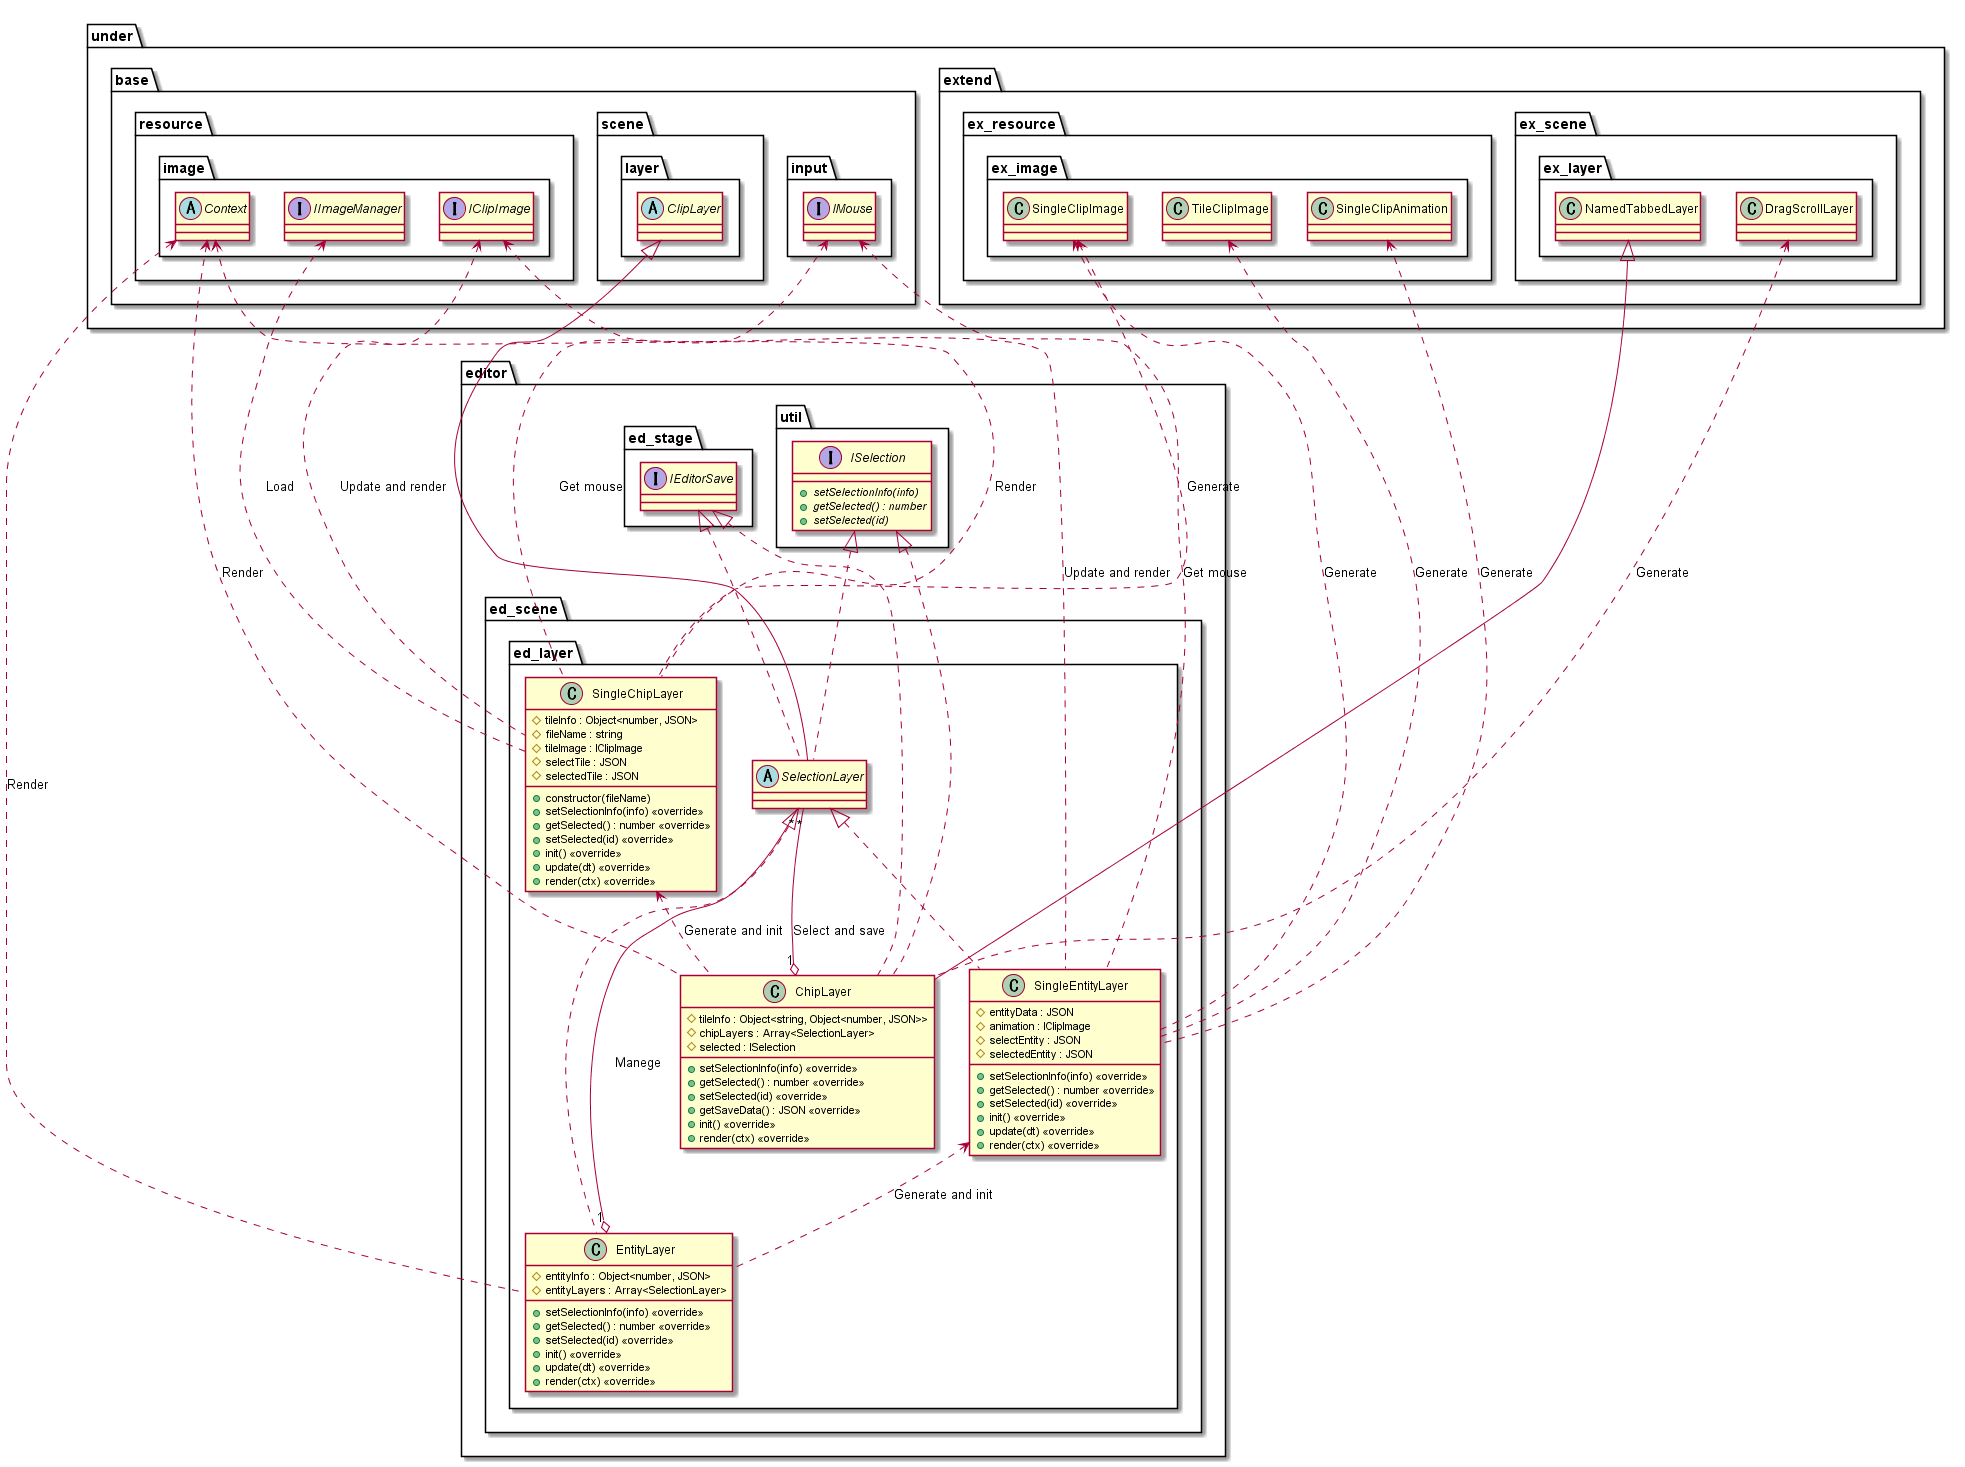 under
base
extend
resource
scene
ex_resource
ex_scene
image
layer
input
ex_image
ex_layer
A Context
I IImageManager
I IClipImage
A ClipLayer
I IMouse
C SingleClipImage
C TileClipImage
C SingleClipAnimation
C NamedTabbedLayer
C DragScrollLayer
editor
util
ed_stage
I IEditorSave
I ISelection
setSelectionInfo(info)
getSelected() : number
setSelected(id)
Load
Update and render
Get mouse
Render
Generate
Render
Update and render
Get mouse
Generate
Generate
Generate
Generate
ed_scene
ed_layer
C SingleChipLayer
tileInfo : Object<number, JSON>
fileName : string
tileImage : IClipImage
selectTile : JSON
selectedTile : JSON
constructor(fileName)
setSelectionInfo(info) «override»
getSelected() : number «override»
setSelected(id) «override»
init() «override»
update(dt) «override»
render(ctx) «override»
A SelectionLayer
Render
*
*
Generate and init
Select and save
1
C ChipLayer
tileInfo : Object<string, Object<number, JSON>>
chipLayers : Array<SelectionLayer>
selected : ISelection
setSelectionInfo(info) «override»
getSelected() : number «override»
setSelected(id) «override»
getSaveData() : JSON «override»
init() «override»
render(ctx) «override»
C SingleEntityLayer
entityData : JSON
animation : IClipImage
selectEntity : JSON
selectedEntity : JSON
setSelectionInfo(info) «override»
getSelected() : number «override»
setSelected(id) «override»
init() «override»
update(dt) «override»
render(ctx) «override»
Manege
Generate and init
1
C EntityLayer
entityInfo : Object<number, JSON>
entityLayers : Array<SelectionLayer>
setSelectionInfo(info) «override»
getSelected() : number «override»
setSelected(id) «override»
init() «override»
update(dt) «override»
render(ctx) «override»